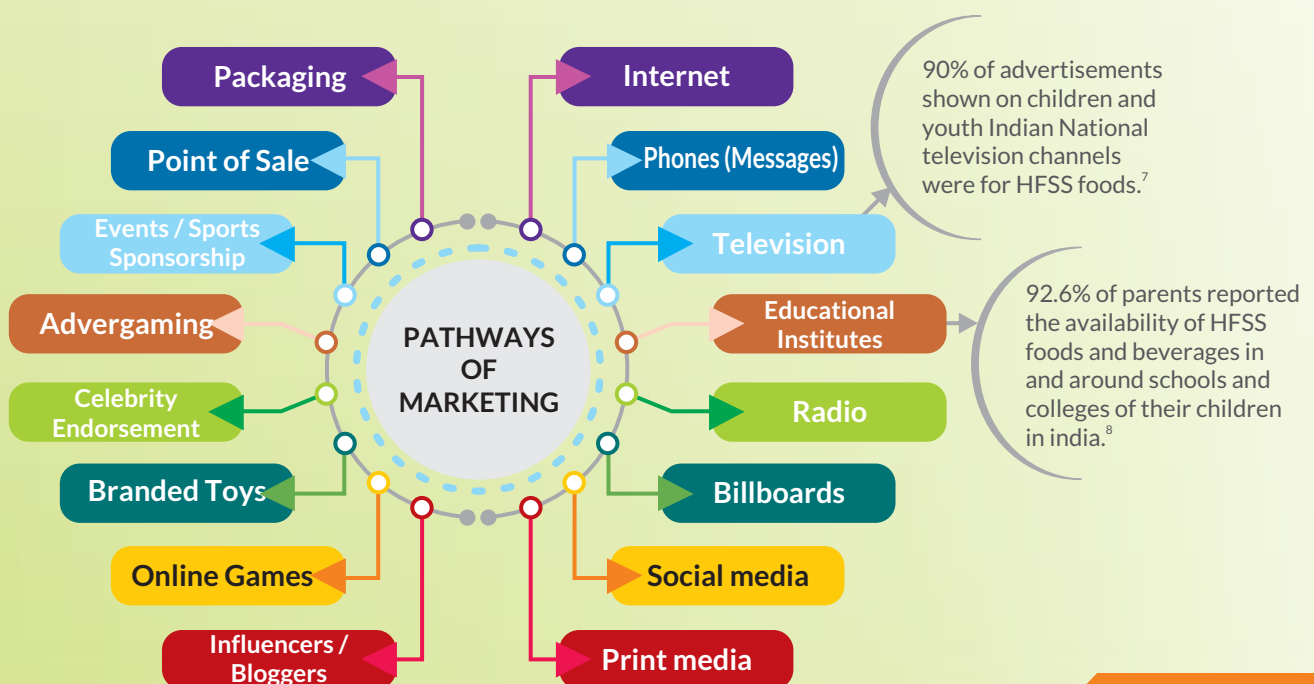 Packaging
Point of Sale
Events / Sports
Sponsorship
Advergaming
Celebrity
Endorsement
Branded Toys
Online Games
Influencers /
Bloggers
PATHWAYS
OF
MARKETING
Internet
Phones (Messages)
Television
Educational
Institutes
Radio
Billboards
Social media
Print media
90% of advertisements
shown on children and
youth Indian National
television channels
were for HFSS foods.7
92.6% of parents reported
the availability of HFSS
foods and beverages in
and around schools and
colleges of their children
in india.8